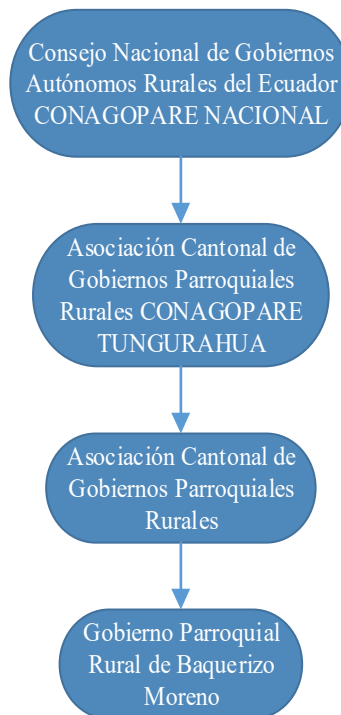 Consejo Nacional de Gobiernos
Autónomos Rurales del Ecuador
CONAGOPARE NACIONAL
Asociación Cantonal de
Gobiernos Parroquiales
Rurales CONAGOPARE
TUNGURAHUA
Asociación Cantonal de
Gobiernos Parroquiales
Rurales
Gobierno Parroquial
Rural de Baquerizo
Moreno